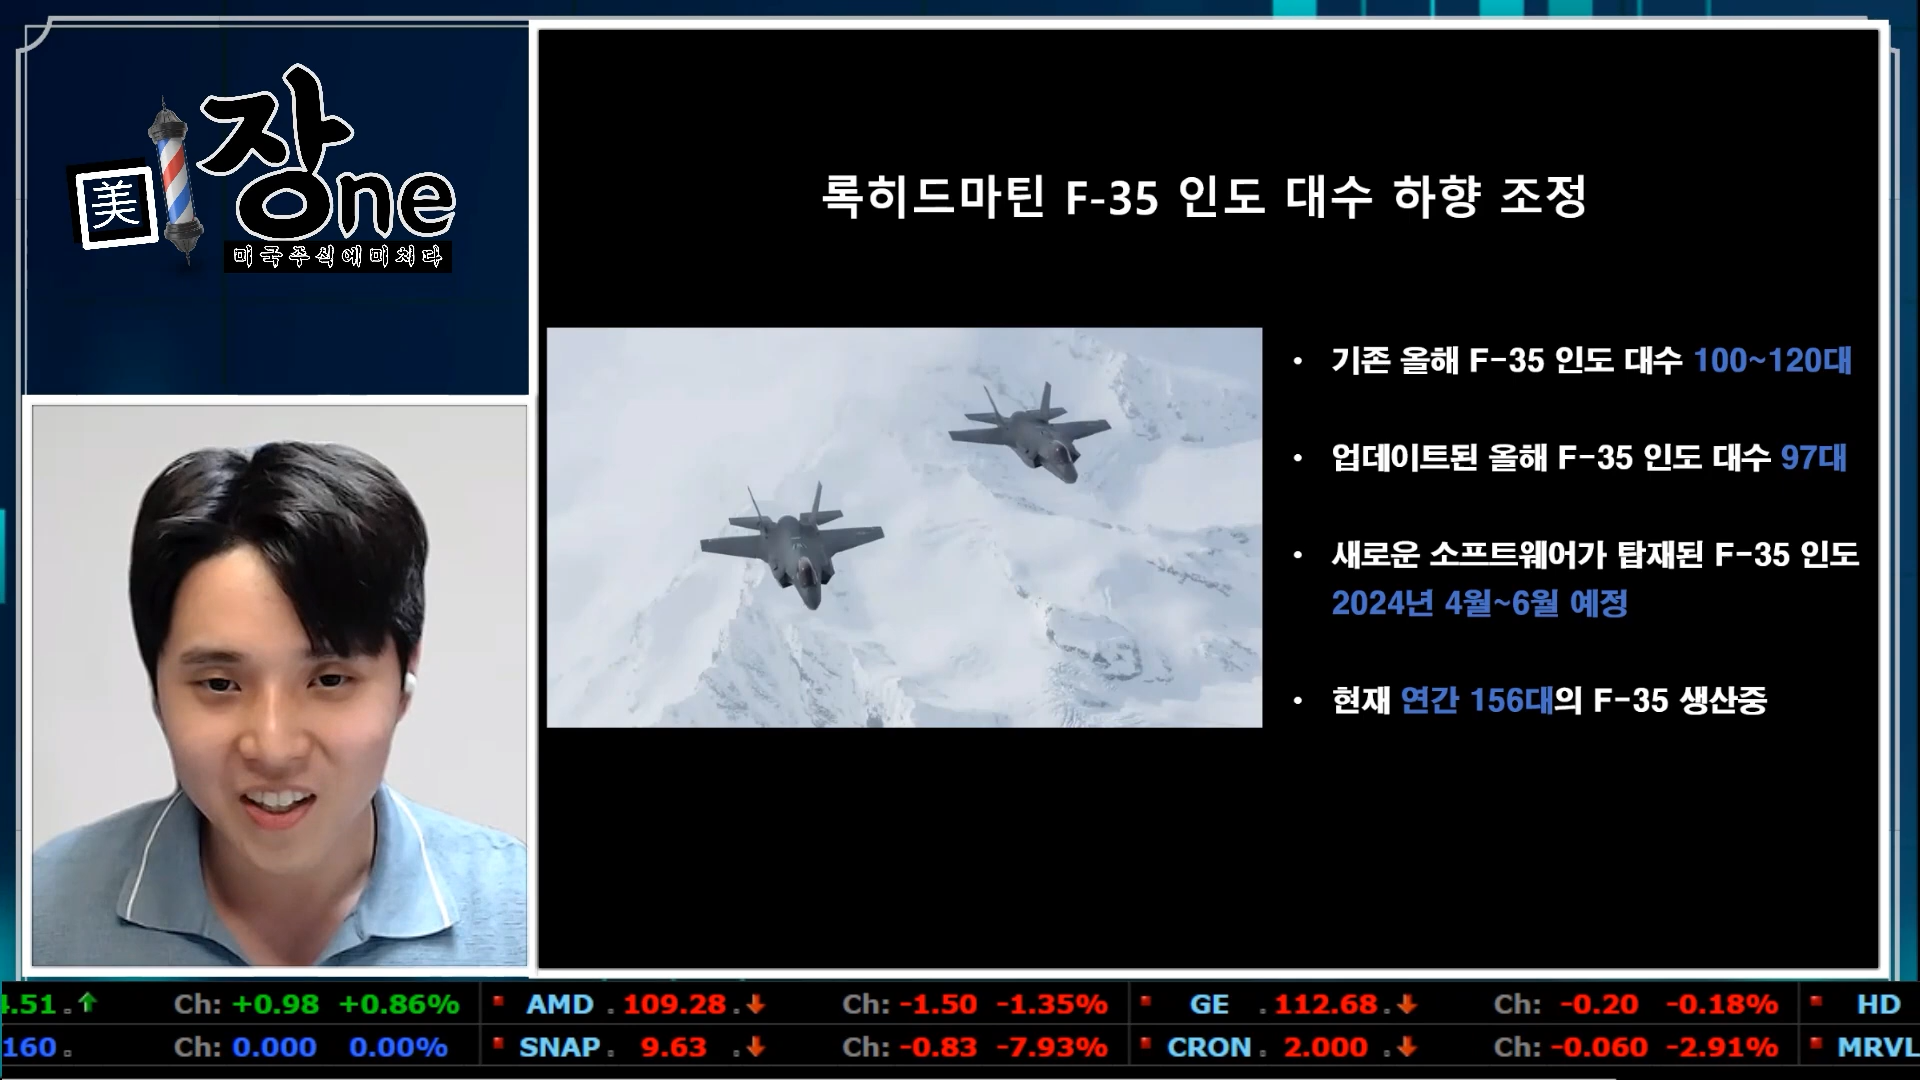 장one
美
미국주식에미치다
록히드마틴 F-35 인도 대수 하향 조정
• 기존 올해 F-35 인도 대수 100~120대
• 업데이트된 올해 F-35 인도 대수 97대
• 새로운 소프트웨어가 탑재된 F-35 인도
2024년 4월~6월 예정
• 현재 연간 156대의 F-35 생산중
4.51 Ch: +0.98 +0.86% AMD 109.28 Ch: -1.50 -1.35% GE 112.68 Ch: -0.20 -0.18% HD
160 Ch: 0.000 0.00% SNAP 9.63 Ch: -0.83 -7.93% CRON 2.000 Ch: -0.060 -2.91% MRVL